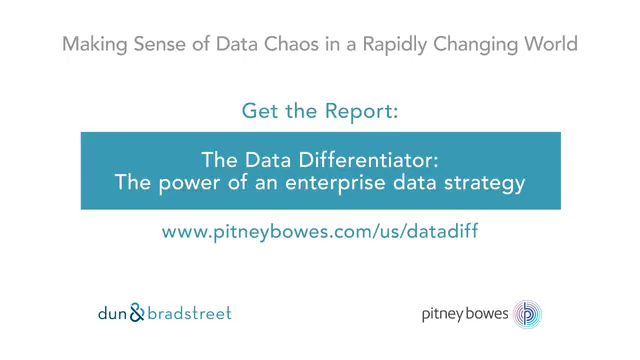 Making Sense of Data Chaos in a Rapidly Changing World
Get the Report:
The Data Differentiator:
The power of an enterprise data strategy
www.pitneybowes.com/us/datadiff
dun&bradstreet
pitney bowes